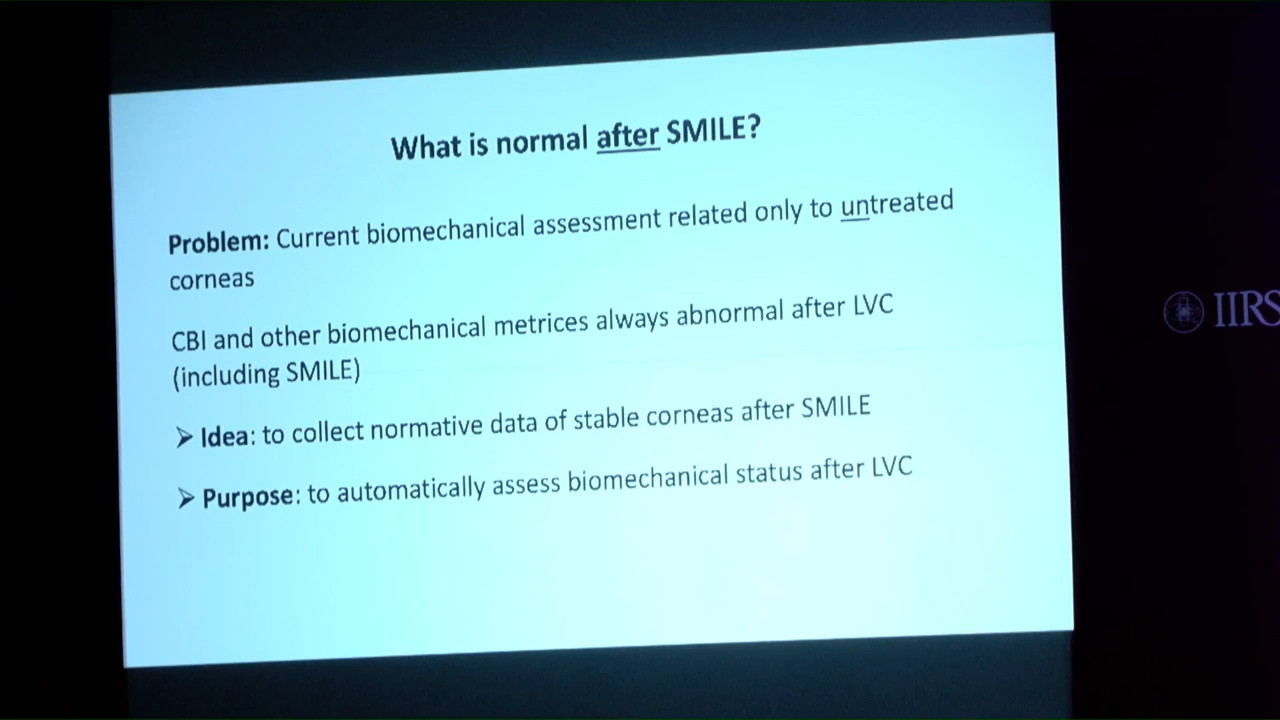 What is normal after SMILE?
Problem: Current biomechanical assessment related only to untreated
corneas
CBI and other biomechanical metrices always abnormal after LVC
(including SMILE)
➢ Idea: to collect normative data of stable corneas after SMILE
➢ Purpose: to automatically assess biomechanical status after LVC
IIRS